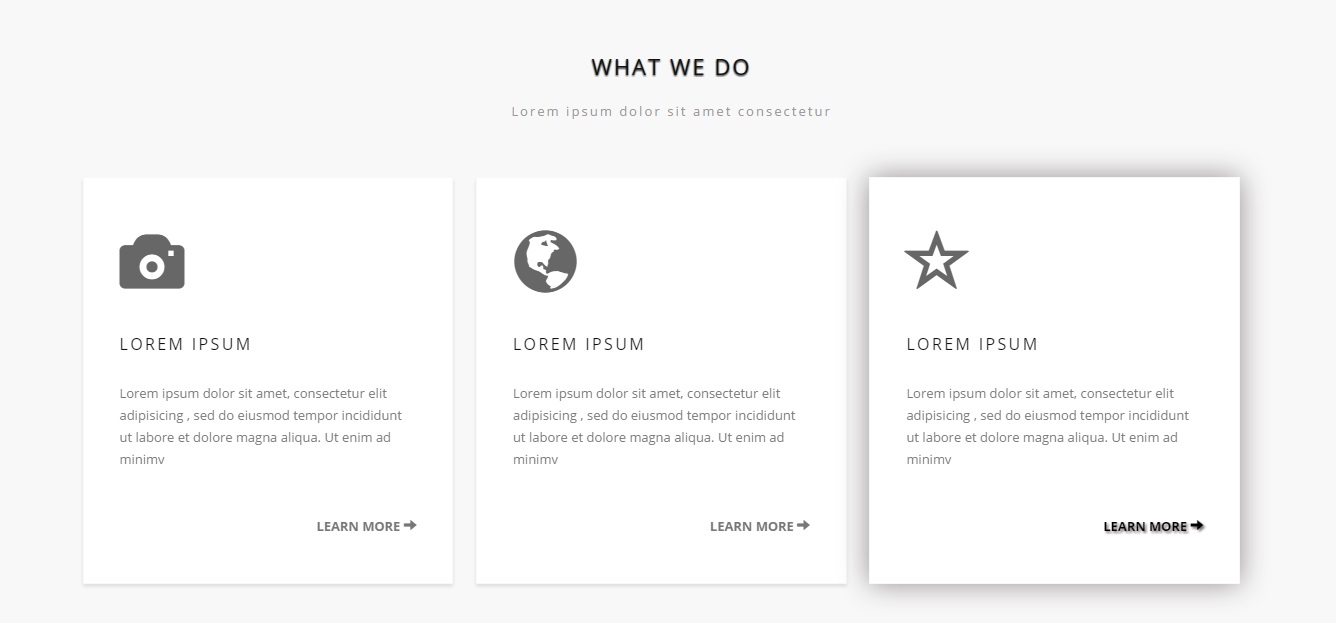 WHAT WE DO
Lorem ipsum dolor sit amet consectetur
LOREM IPSUM
Lorem ipsum dolor sit amet, consectetur elit
adipisicing , sed do eiusmod tempor incididunt
ut labore et dolore magna aliqua. Ut enim ad
minimv
LEARN MORE
LOREM IPSUM
Lorem ipsum dolor sit amet, consectetur elit
adipisicing , sed do eiusmod tempor incididunt
ut labore et dolore magna aliqua. Ut enim ad
minimv
LEARN MORE
LOREM IPSUM
Lorem ipsum dolor sit amet, consectetur elit
adipisicing , sed do eiusmod tempor incididunt
ut labore et dolore magna aliqua. Ut enim ad
minimv
LEARN MORE